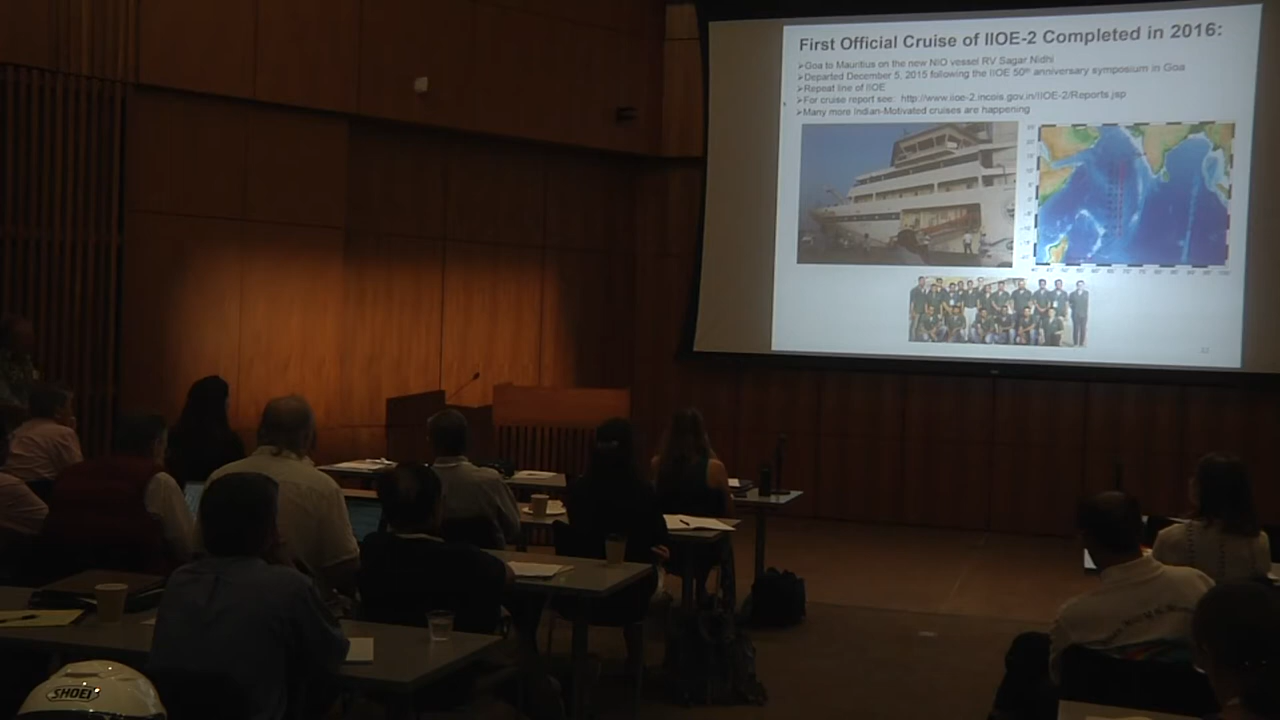 First Official Cruise of IIOE-2 Completed in 2016:
➢Goa to Mauritius on the new NIO vessel RV Sagar Nidhi
➢Departed December 5, 2015 following the IIOE 50th anniversary symposium in Goa
➢Repeat line of IIOE
➢For cruise report see: http://www.iioe-2.incois.gov.in/IIOE-2/Reports.jsp
➢Many more Indian-Motivated cruises are happening
SHOEI